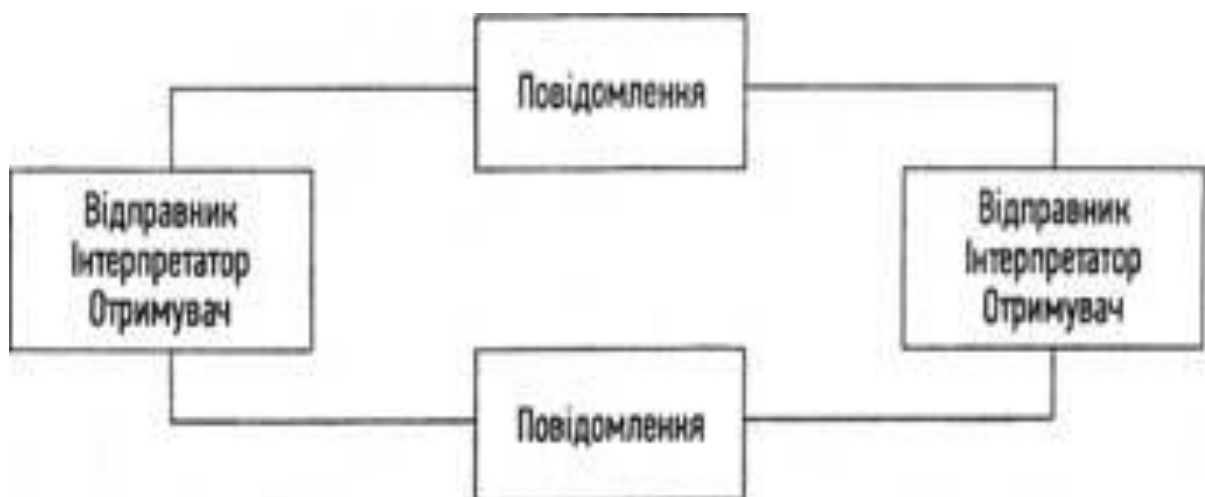 Повідомлення
Відправник
Інтерпретатор
Отримувач
Відправник
Інтерпретатор
Отримувач
Повідомлення